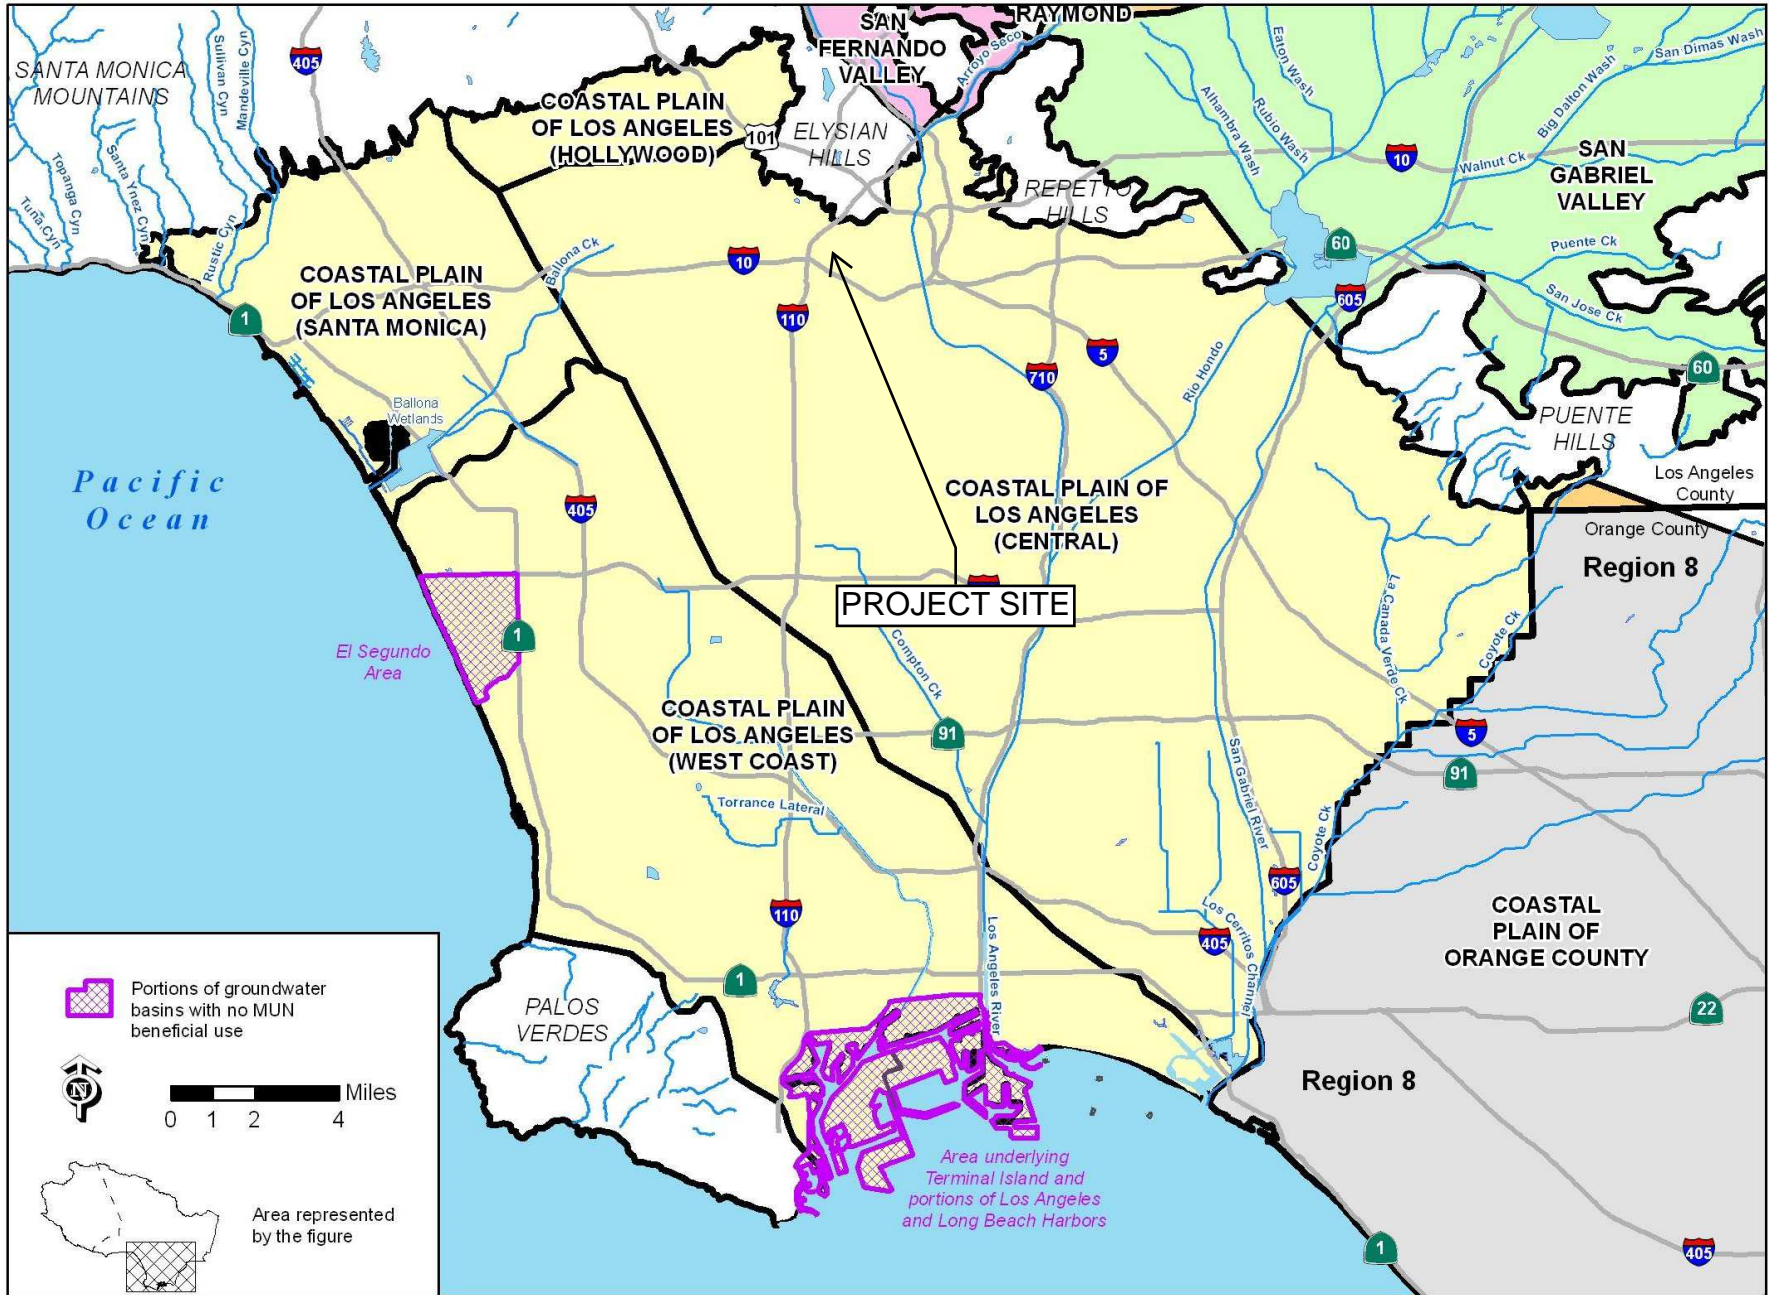 SAN
FERNANDO
VALLEY
RAYMOND
Arroyo Seco
SANTA MONICA
MOUNTAINS
Sullivan Cyn
Mandeville Cyn
405
COASTAL PLAIN
OF LOS ANGELES
(HOLLYWOOD)
101
ELYSIAN
HILLS
Eaton Wash
Rubio Wash
Alhambra Wash
San Dimas Wash
Big Dalton Wash
10
Walnut Ck
SAN
GABRIEL
VALLEY
REPETTO
HILLS
Tuna Cyn
Topanga Cyn
Santa Ynez Cyn
Rustic Cyn
60
Puente Ck
COASTAL PLAIN
OF LOS ANGELES
(SANTA MONICA)
Ballona Ck
10
605
San Jose Ck
1
110
5
710
Rio Hondo
60
Ballona
Wetlands
PUENTE
HILLS
Los Angeles
County
Pacific
Ocean
405
COASTAL PLAIN OF
LOS ANGELES
(CENTRAL)
Orange County
Region 8
PROJECT SITE
El Segundo
Area
1
Compton Ck
La Canada Verde Ck
Coyote Ck
COASTAL PLAIN
OF LOS ANGELES
(WEST COAST)
91
San Gabriel River
5
91
Torrance Lateral
Coyote Ck
605
110
Los Cerritos Channel
405
Los Angeles River
COASTAL
PLAIN OF
ORANGE COUNTY
1
22
PALOS
VERDES
Region 8
Area underlying
Terminal Island and
portions of Los Angeles
and Long Beach Harbors
1
405
Portions of groundwater
basins with no MUN
beneficial use
N
Miles
0 1 2 4
Area represented
by the figure